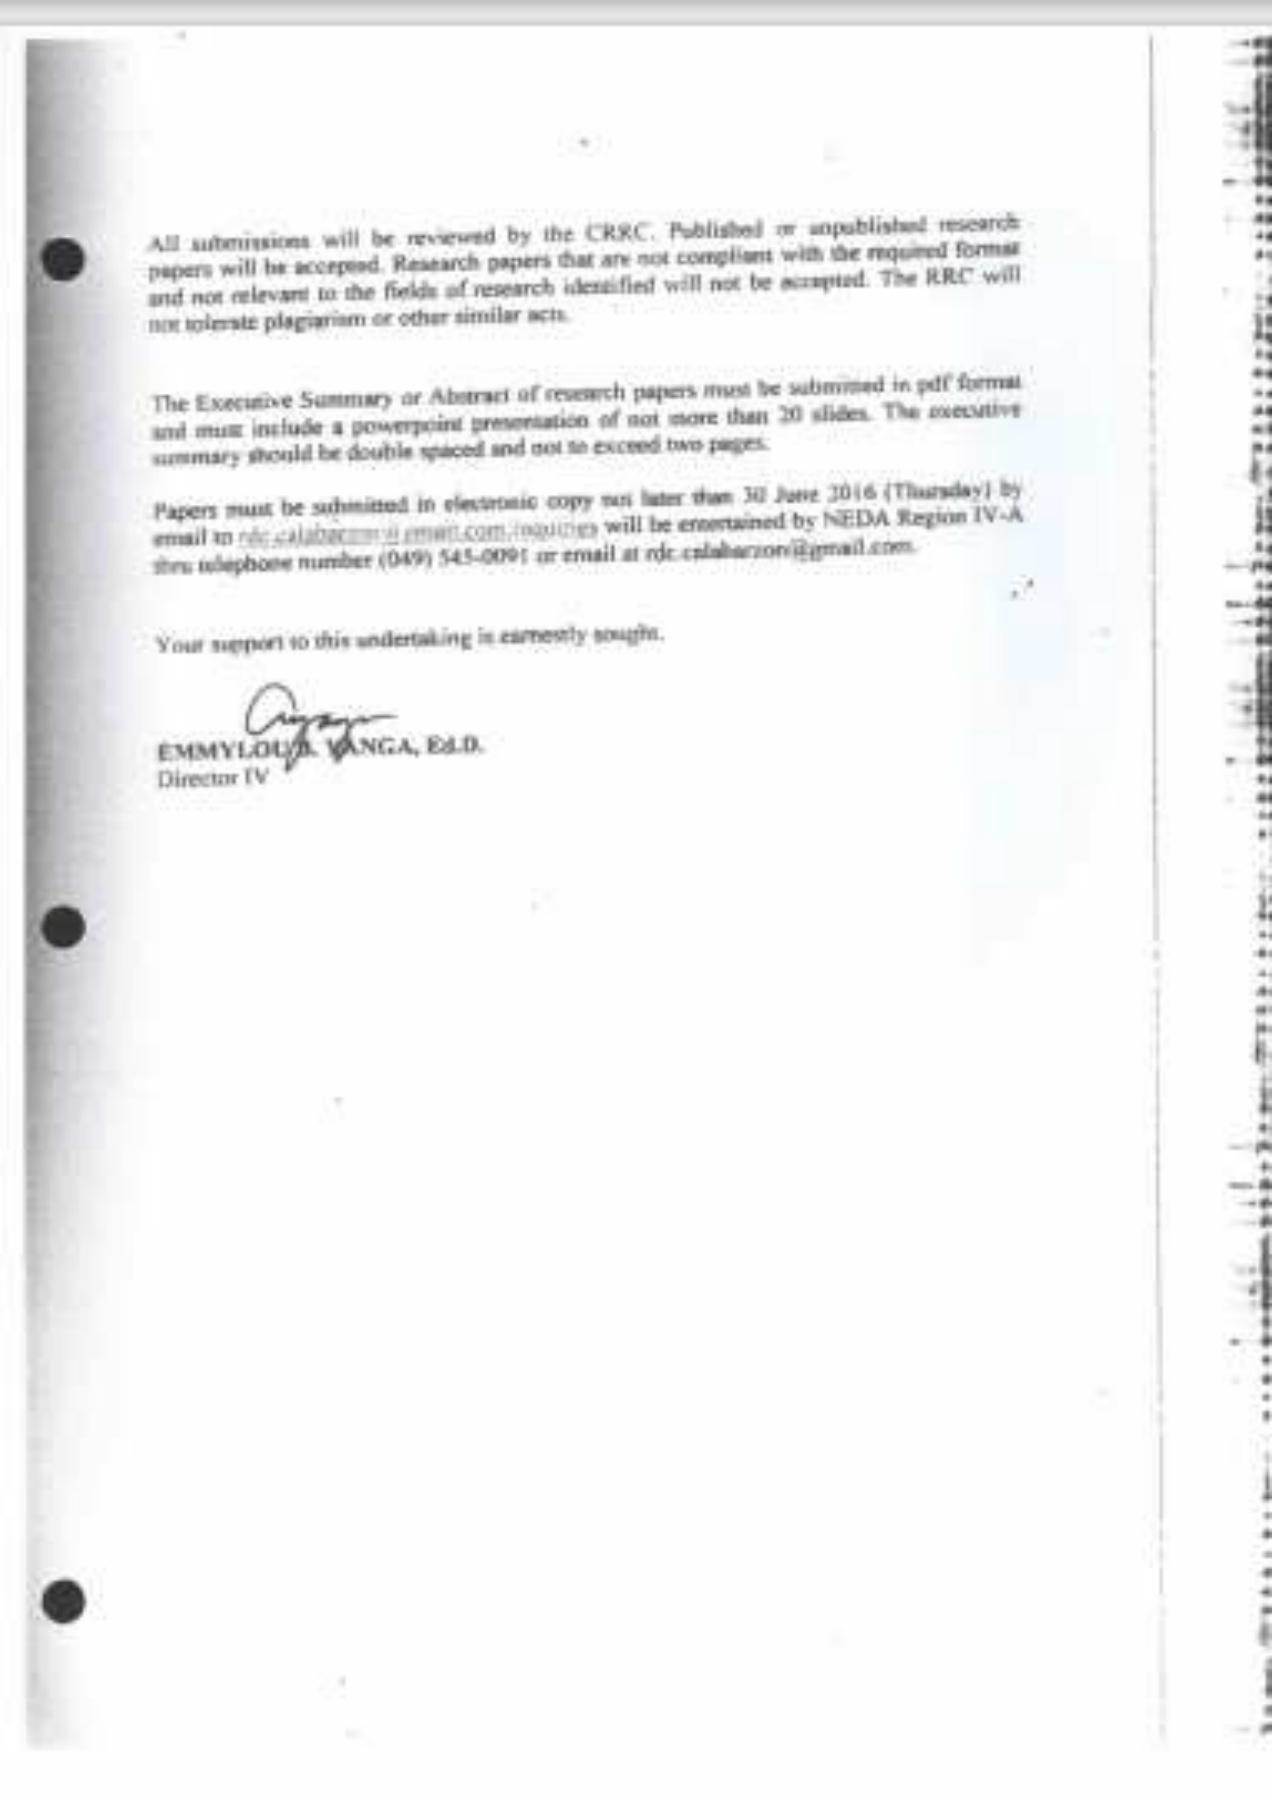 All submissions will be reviewed by the CRRC. Published or unpublished research
papers will be accepted. Research papers that are not compliant with the required format
and not relevant to the fields of research identified will not be accepted. The RRC will
not tolerate plagiarism or other similar acts.
The Executive Summary or Abstract of research papers must be submitted in pdf format
and must include a powerpoint presentation of not more than 20 slides. The executive
summary should be double spaced and not to exceed two pages.
Papers must be submitted in electronic copy not later than 30 June 2016 (Thursday) by
email to rdc.calabarzon@gmail.com.inquiries will be entertained by NEDA Region IV-A
thru telephone number (049) 545-0091 or email at rdc.calabarzon@gmail.com.
Your support to this undertaking is earnestly sought.
EMMYLOU B. YANGA, Ed.D.
Director IV